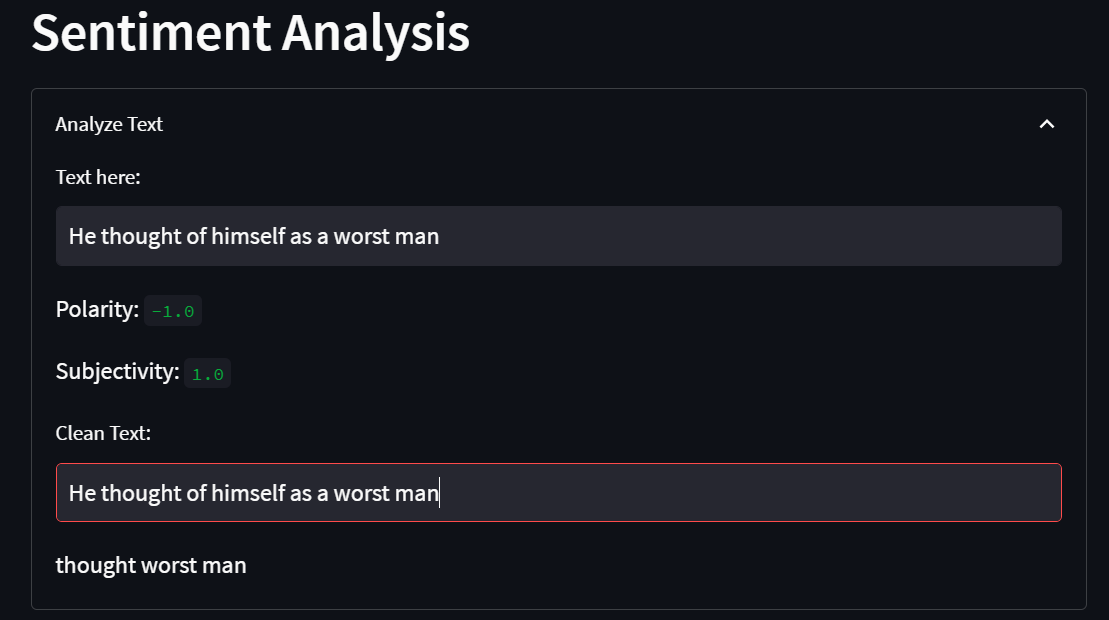 Sentiment Analysis
Analyze Text
Text here:
He thought of himself as a worst man
Polarity: -1.0
Subjectivity: 1.0
Clean Text:
He thought of himself as a worst man
thought worst man